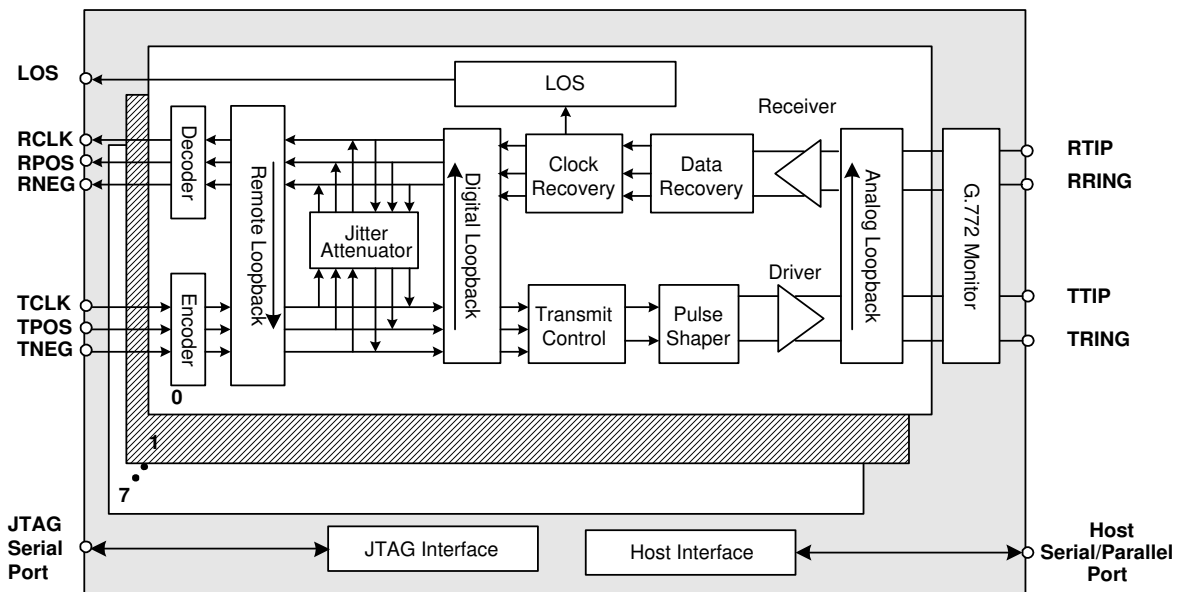 LOS
LOS
Receiver
RCLK
RPOS
RNEG
Decoder
Remote Loopback
Jitter
Attenuator
Digital Loopback
Clock
Recovery
Data
Recovery
Analog Loopback
G.772 Monitor
RTIP
RRING
TCLK
TPOS
TNEG
Encoder
Transmit
Control
Pulse
Shaper
Driver
TTIP
TRING
0
1
7
JTAG
Serial
Port
JTAG Interface
Host Interface
Host
Serial/Parallel
Port